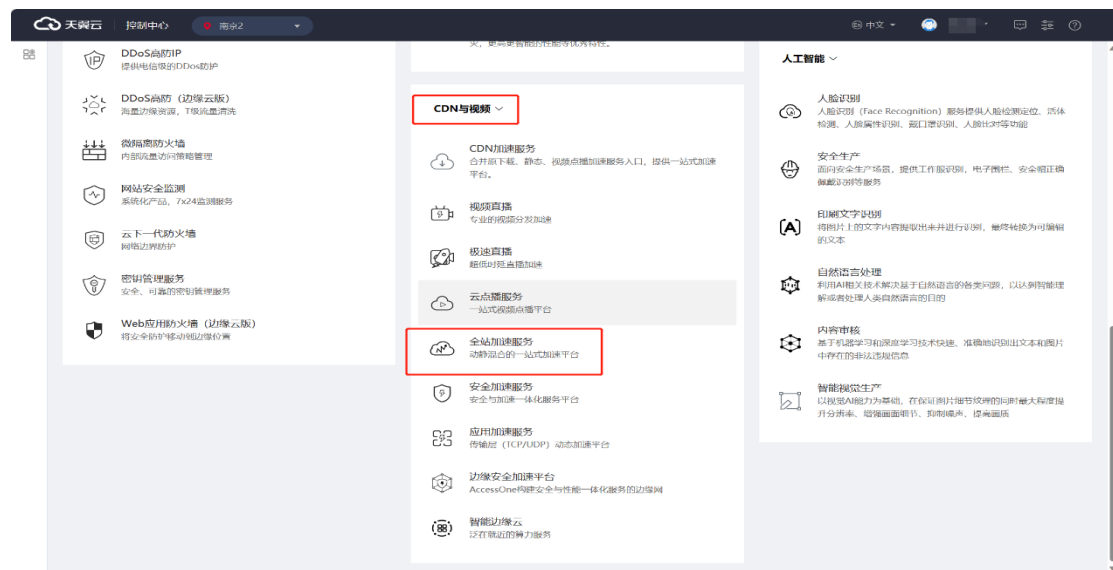 天翼云 控制中心 南京2 中文
DDoS高防IP
提供电信级的DDos防护
DDoS高防（边缘云版）
海量边缘资源，T级流量清洗
微隔离防火墙
内部流量访问策略管理
网站安全监测
系统化产品，7x24监测服务
云下一代防火墙
网络边界防护
密钥管理服务
安全、可靠的密钥管理服务
Web应用防火墙（边缘云版）
将安全防护移动到边缘位置
火，更高更智能的性能等优秀特性。
CDN与视频
CDN加速服务
合并原下载、静态、视频点播加速服务入口，提供一站式加速
平台。
视频直播
专业的视频分发加速
极速直播
超低时延直播加速
云点播服务
一站式视频点播平台
全站加速服务
动静混合的一站式加速平台
安全加速服务
安全与加速一体化服务平台
应用加速服务
传输层（TCP/UDP）动态加速平台
边缘安全加速平台
AccessOne构建安全与性能一体化服务的边缘网
智能边缘云
泛在就近的算力服务
人工智能
人脸识别
人脸识别（Face Recognition）服务提供人脸检测定位、活体
检测、人脸属性识别、戴口罩识别、人脸比对等功能
安全生产
面向安全生产场景，提供工作服识别，电子围栏、安全帽正确
佩戴识别等服务
印刷文字识别
将图片上的文字内容提取出来并进行识别，最终转换为可编辑
的文本
自然语言处理
利用AI相关技术解决基于自然语言的各类问题，以达到智能理
解或者处理人类自然语言的目的
内容审核
基于机器学习和深度学习技术快速、准确地识别出文本和图片
中存在的非法违规信息
智能视觉生产
以视觉AI能力为基础，在保证图片细节纹理的同时最大程度提
升分辨率、增强画面细节、抑制噪声、提高画质